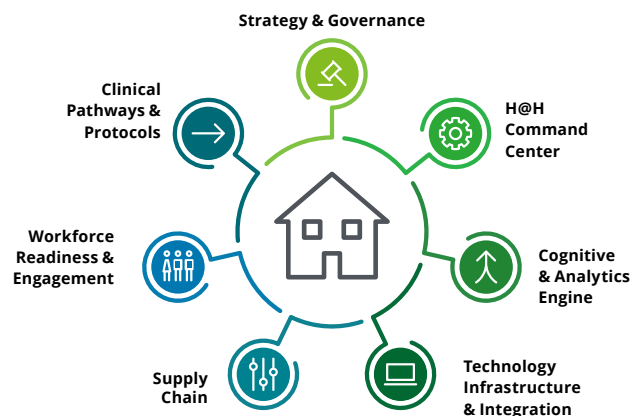 Strategy & Governance
H@H
Command
Center
Cognitive
& Analytics
Engine
Technology
Infrastructure
& Integration
Supply
Chain
Workforce
Readiness &
Engagement
Clinical
Pathways &
Protocols